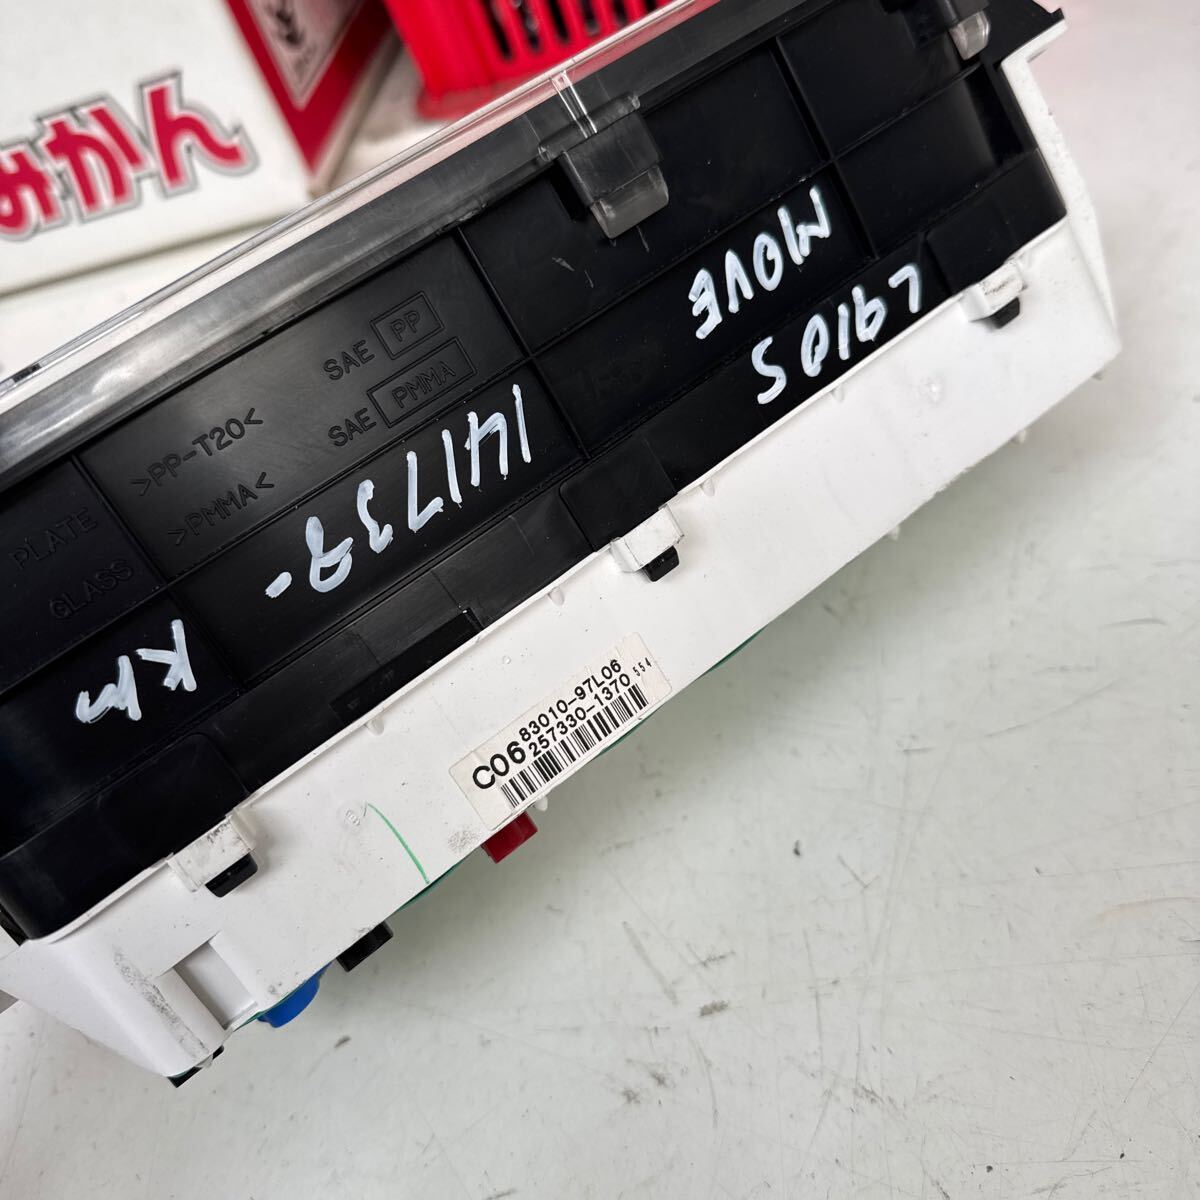 みかん
PLATE
GLASS
>PP-T20<
>PMMA<
SAE PP
SAE PMMA
MOVE
L910S
141738-
Km
C06
83010-97L06
257330-1370
554